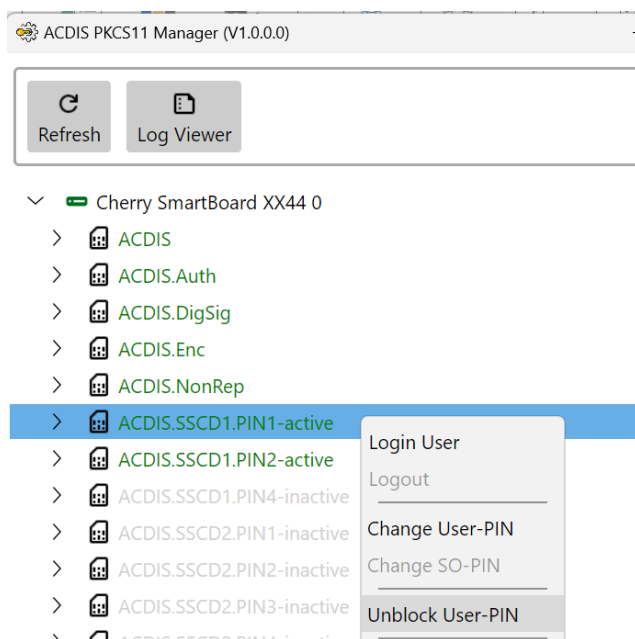 ACDIS PKCS11 Manager (V1.0.0.0)
Refresh
Log Viewer
Cherry SmartBoard XX44 0
ACDIS
ACDIS.Auth
ACDIS.DigSig
ACDIS.Enc
ACDIS.NonRep
ACDIS.SSCD1.PIN1-active
ACDIS.SSCD1.PIN2-active
ACDIS.SSCD1.PIN4-inactive
ACDIS.SSCD2.PIN1-inactive
ACDIS.SSCD2.PIN2-inactive
ACDIS.SSCD2.PIN3-inactive
Login User
Logout
Change User-PIN
Change SO-PIN
Unblock User-PIN